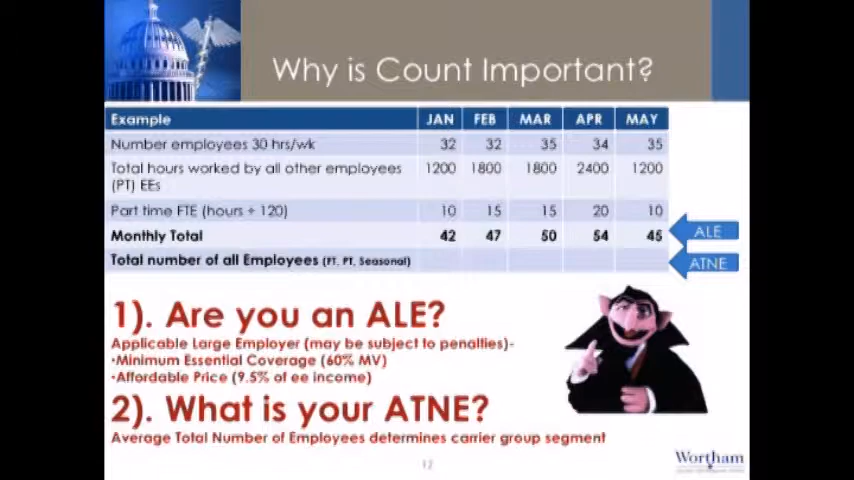 Why is Count Important?
Example JAN FEB MAR APR MAY
Number employees 30 hrs/wk 32 32 35 34 35
Total hours worked by all other employees 1200 1800 1800 2400 1200
(PT) EEs
Part time FTE (hours ÷ 120) 10 15 15 20 10
Monthly Total 42 47 50 54 45
ALE
Total number of all Employees (FT, PT, Seasonal)
ATNE
1). Are you an ALE?
Applicable Large Employer (may be subject to penalties)-
•Minimum Essential Coverage (60% MV)
•Affordable Price (9.5% of ee income)
2). What is your ATNE?
Average Total Number of Employees determines carrier group segment
12
Wortham